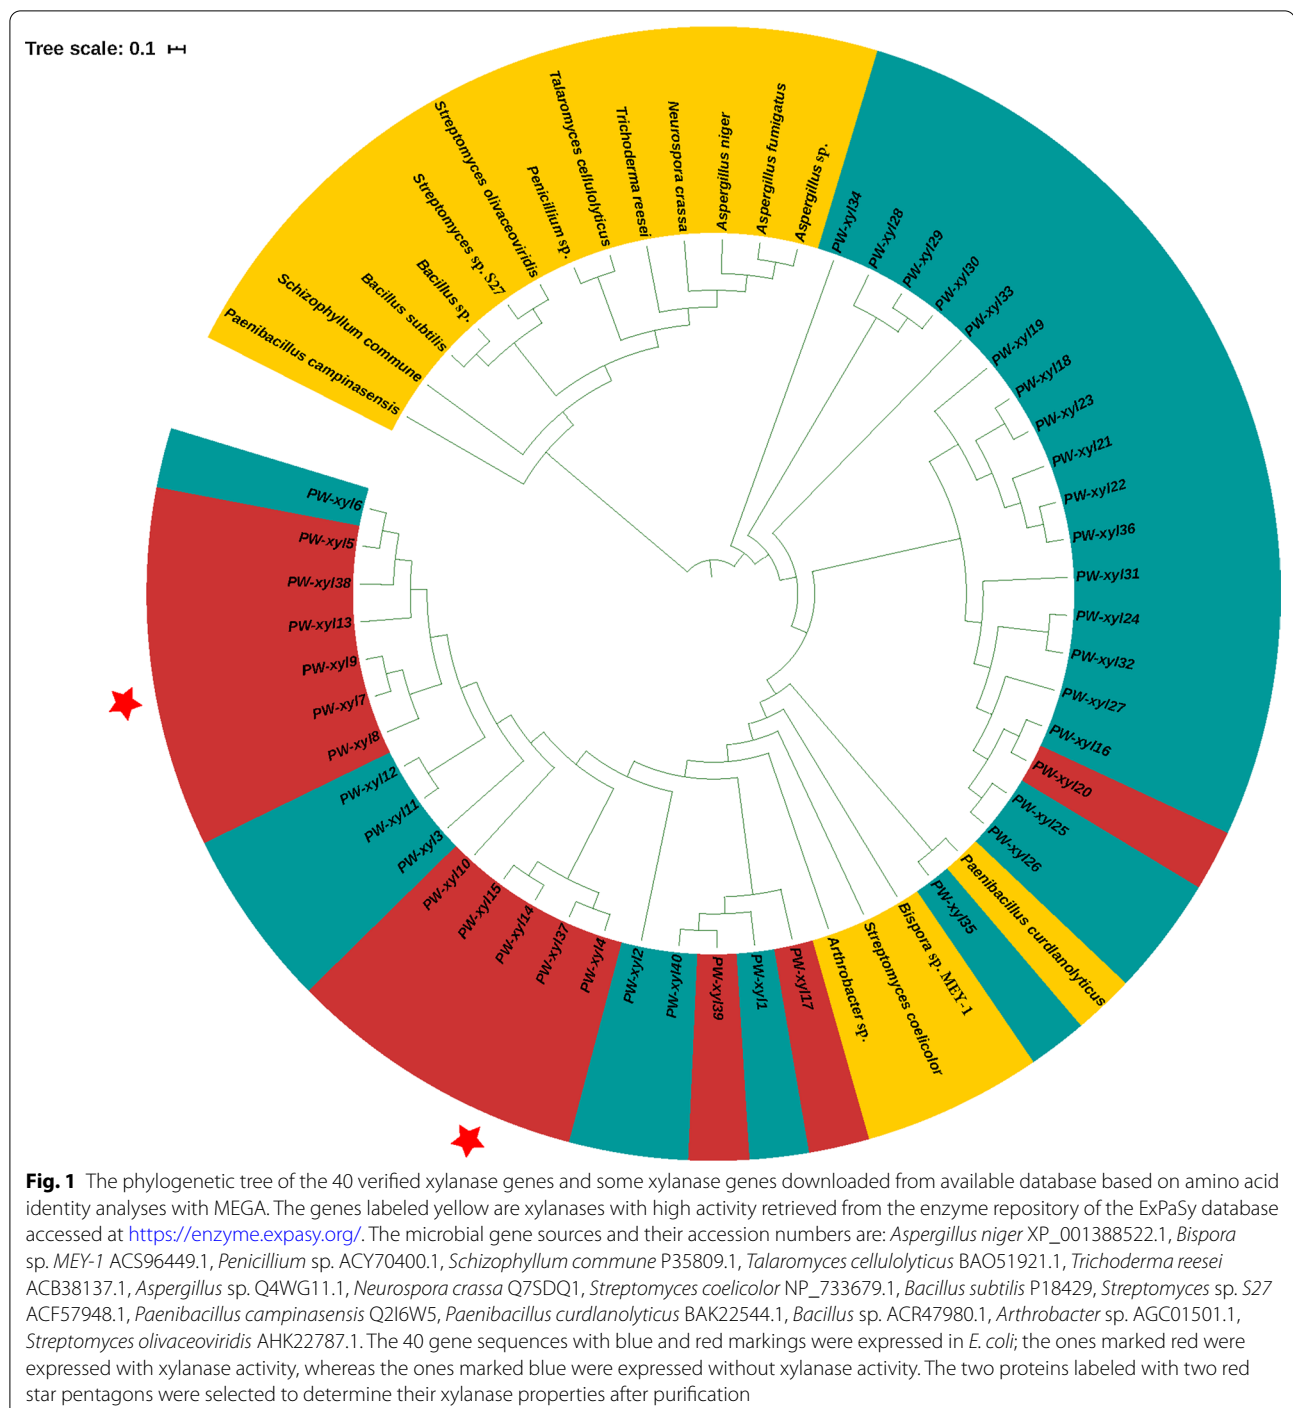 Tree scale: 0.1
Paenibacillus campinasensis
Schizophyllum commune
Bacillus subtilis
Bacillus sp.
Streptomyces sp. S27
Streptomyces olivaceoviridis
Penicillium sp.
Talaromyces cellulolyticus
Trichoderma reesei
Neurospora crassa
Aspergillus niger
Aspergillus fumigatus
Aspergillus sp.
PW-xyl34
PW-xyl28
PW-xyl29
PW-xyl30
PW-xyl33
PW-xyl19
PW-xyl18
PW-xyl23
PW-xyl21
PW-xyl22
PW-xyl36
PW-xyl31
PW-xyl24
PW-xyl32
PW-xyl27
PW-xyl16
PW-xyl20
PW-xyl25
PW-xyl26
Paenibacillus curdlanolyticus
PW-xyl35
Bispora sp. MEY-1
Streptomyces coelicolor
Arthrobacter sp.
PW-xyl17
PW-xyl1
PW-xyl39
PW-xyl40
PW-xyl2
PW-xyl4
PW-xyl37
PW-xyl14
PW-xyl15
PW-xyl10
PW-xyl3
PW-xyl11
PW-xyl12
PW-xyl8
PW-xyl7
PW-xyl9
PW-xyl13
PW-xyl38
PW-xyl5
PW-xyl6
Fig. 1 The phylogenetic tree of the 40 verified xylanase genes and some xylanase genes downloaded from available database based on amino acid
identity analyses with MEGA. The genes labeled yellow are xylanases with high activity retrieved from the enzyme repository of the ExPaSy database
accessed at https://enzyme.expasy.org/. The microbial gene sources and their accession numbers are: Aspergillus niger XP_001388522.1, Bispora
sp. MEY-1 ACS96449.1, Penicillium sp. ACY70400.1, Schizophyllum commune P35809.1, Talaromyces cellulolyticus BAO51921.1, Trichoderma reesei
ACB38137.1, Aspergillus sp. Q4WG11.1, Neurospora crassa Q7SDQ1, Streptomyces coelicolor NP_733679.1, Bacillus subtilis P18429, Streptomyces sp. S27
ACF57948.1, Paenibacillus campinasensis Q2I6W5, Paenibacillus curdlanolyticus BAK22544.1, Bacillus sp. ACR47980.1, Arthrobacter sp. AGC01501.1,
Streptomyces olivaceoviridis AHK22787.1. The 40 gene sequences with blue and red markings were expressed in E. coli; the ones marked red were
expressed with xylanase activity, whereas the ones marked blue were expressed without xylanase activity. The two proteins labeled with two red
star pentagons were selected to determine their xylanase properties after purification